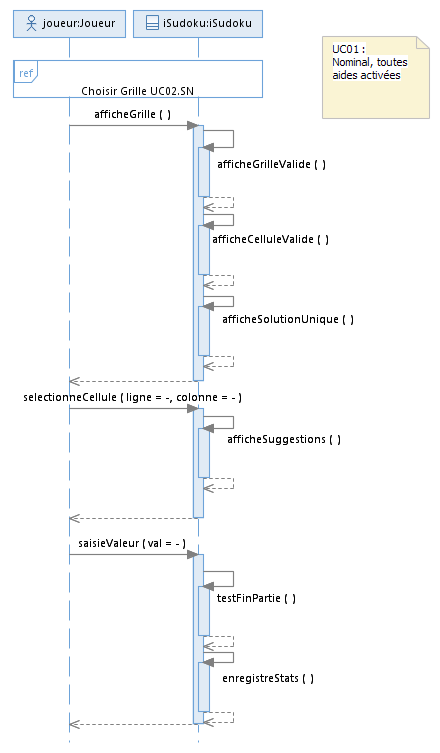 joueur:Joueur
iSudoku:iSudoku
UC01 :
Nominal, toutes
aides activées
ref
Choisir Grille UC02.SN
afficheGrille ( )
afficheGrilleValide ( )
afficheCelluleValide ( )
afficheSolutionUnique ( )
selectionneCellule ( ligne = -, colonne = - )
afficheSuggestions ( )
saisieValeur ( val = - )
testFinPartie ( )
enregistreStats ( )